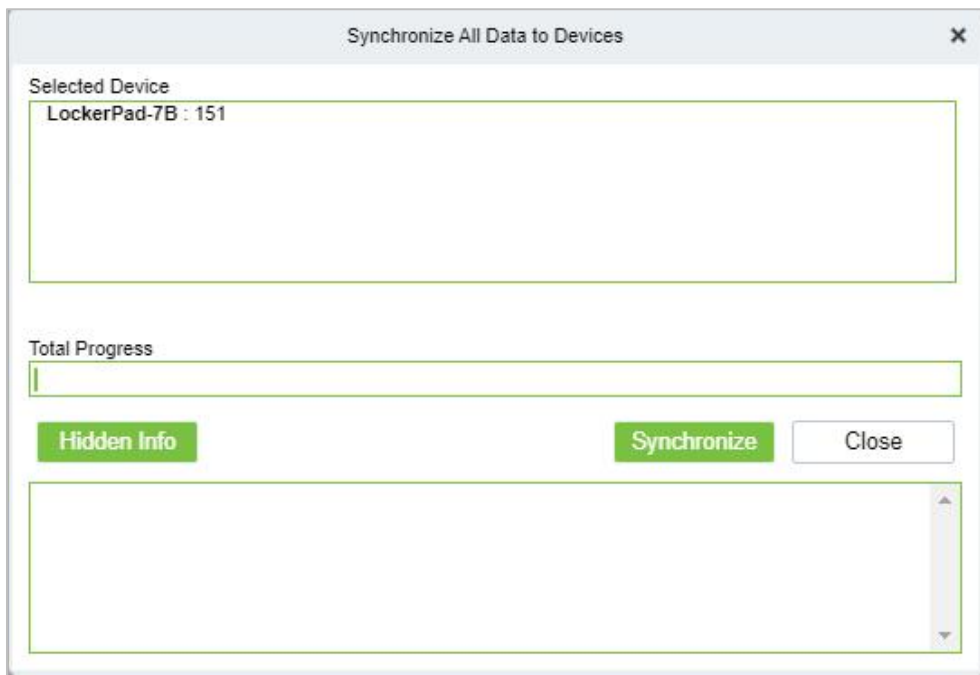 Synchronize All Data to Devices
Selected Device
LockerPad-7B : 151
Total Progress
Hidden Info
Synchronize
Close